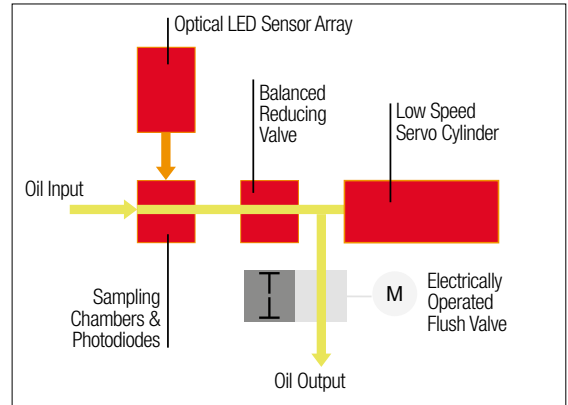 Optical LED Sensor Array
Balanced
Reducing
Valve
Low Speed
Servo Cylinder
Oil Input
Sampling
Chambers &
Photodiodes
M
Electrically
Operated
Flush Valve
Oil Output